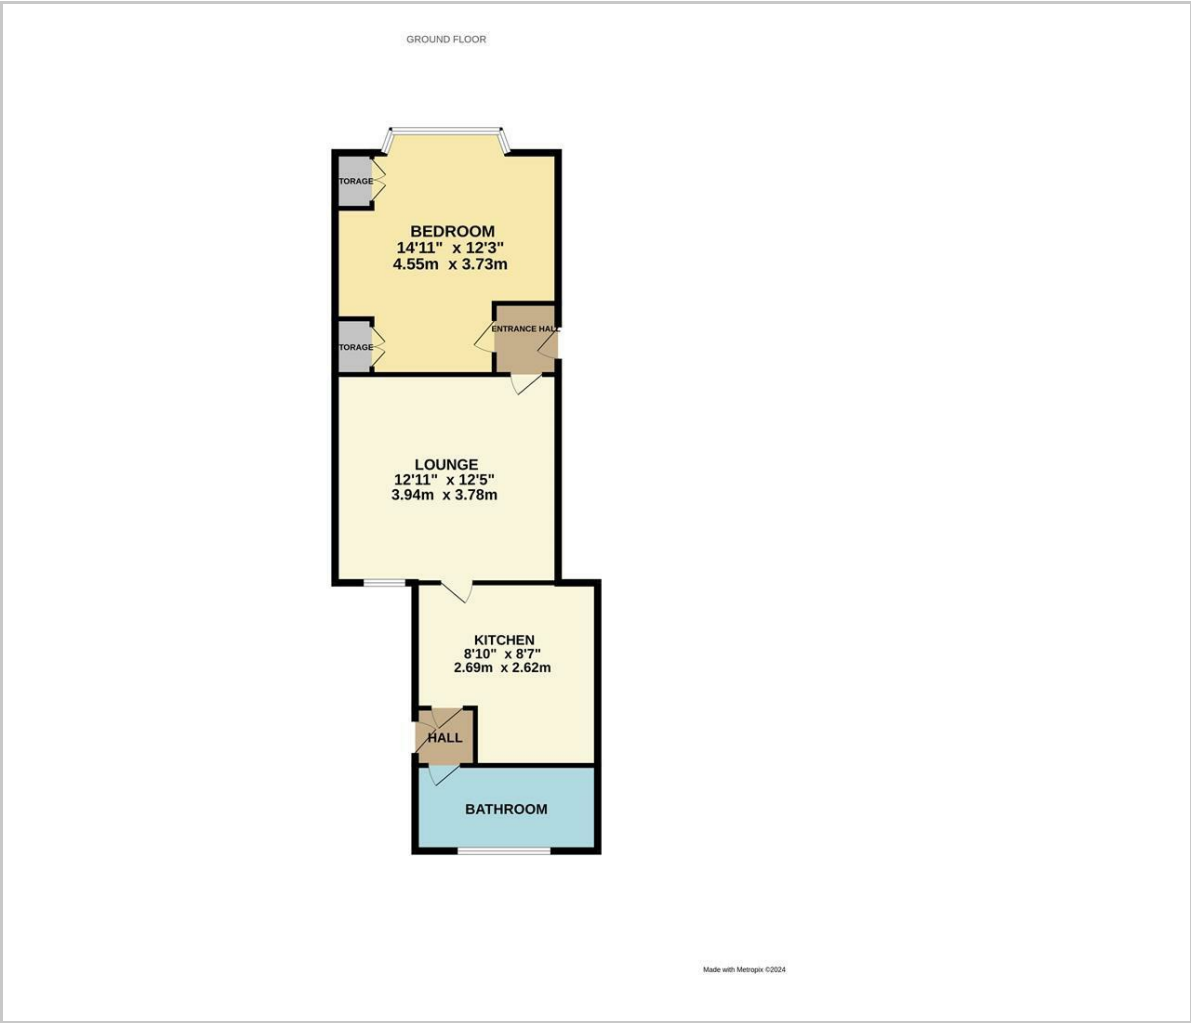 GROUND FLOOR
TORAGE
BEDROOM
14'11" x 12'3"
4.55m x 3.73m
ENTRANCE HALL
TORAGE
LOUNGE
12'11" x 12'5"
3.94m x 3.78m
KITCHEN
8'10" x 8'7"
2.69m x 2.62m
HALL
BATHROOM
Made with Metropix ©2024